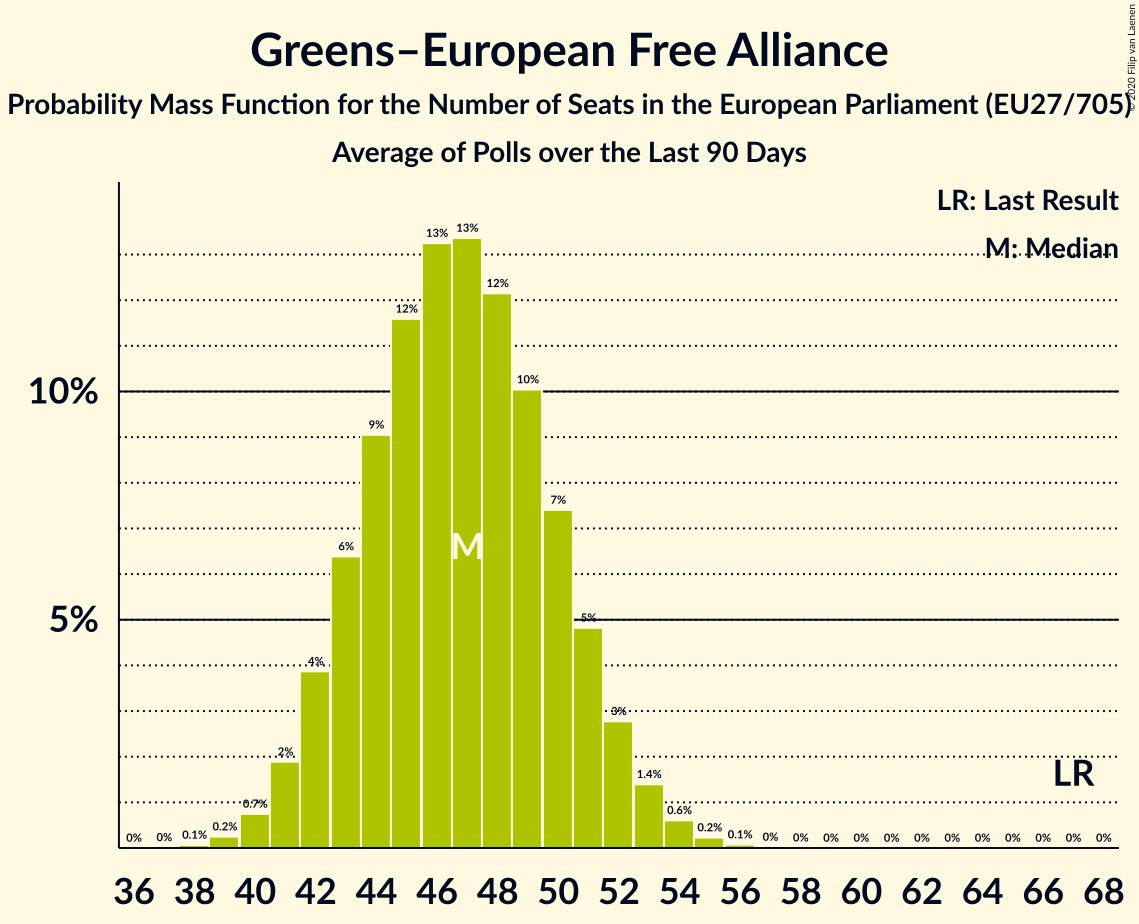 Greens–European Free Alliance
Probability Mass Function for the Number of Seats in the European Parliament (EU27/705)
Average of Polls over the Last 90 Days
© 2020 Filip van Laenen
LR: Last Result
M: Median
10%
5%
0% 0% 0.1% 0.2% 0.7% 2% 4% 6% 9% 12% 13% 13% 12% 10% 7% 5% 3% 1.4% 0.6% 0.2% 0.1% 0% 0% 0% 0% 0% 0% 0% 0% 0% 0% 0% 0%
M
LR
36 38 40 42 44 46 48 50 52 54 56 58 60 62 64 66 68